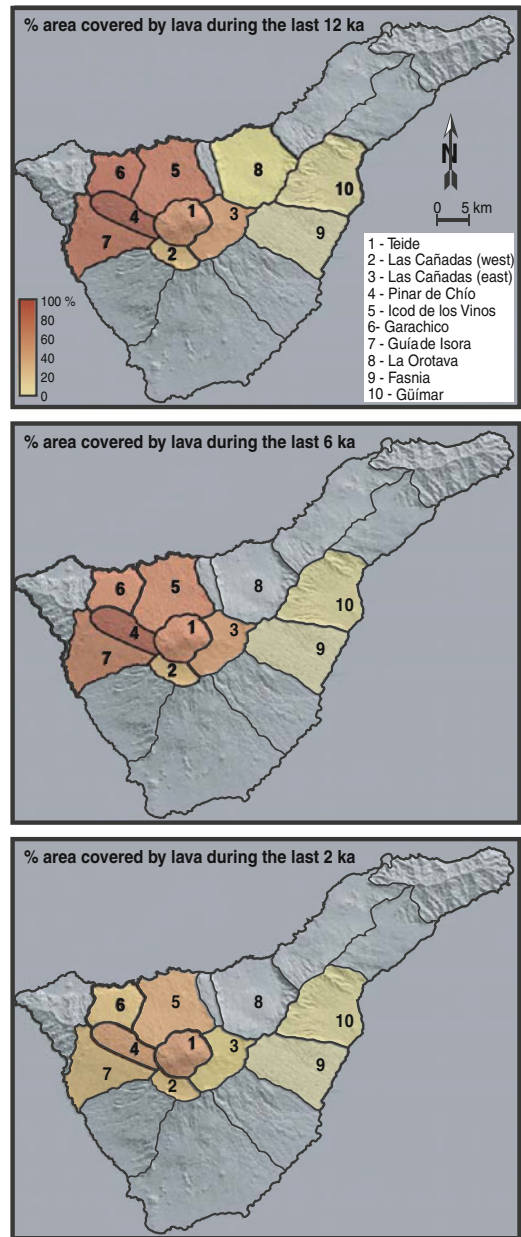 % area covered by lava during the last 12 ka
N
0 5 km
6
5
8
10
4
1
3
7
2
9
100 %
80
60
40
20
0
1 - Teide
2 - Las Cañadas (west)
3 - Las Cañadas (east)
4 - Pinar de Chío
5 - Icod de los Vinos
6- Garachico
7 - Guía de Isora
8 - La Orotava
9 - Fasnia
10 - Güímar
% area covered by lava during the last 6 ka
6
5
8
10
4
1
3
7
2
9
% area covered by lava during the last 2 ka
6
5
8
10
4
1
3
7
2
9